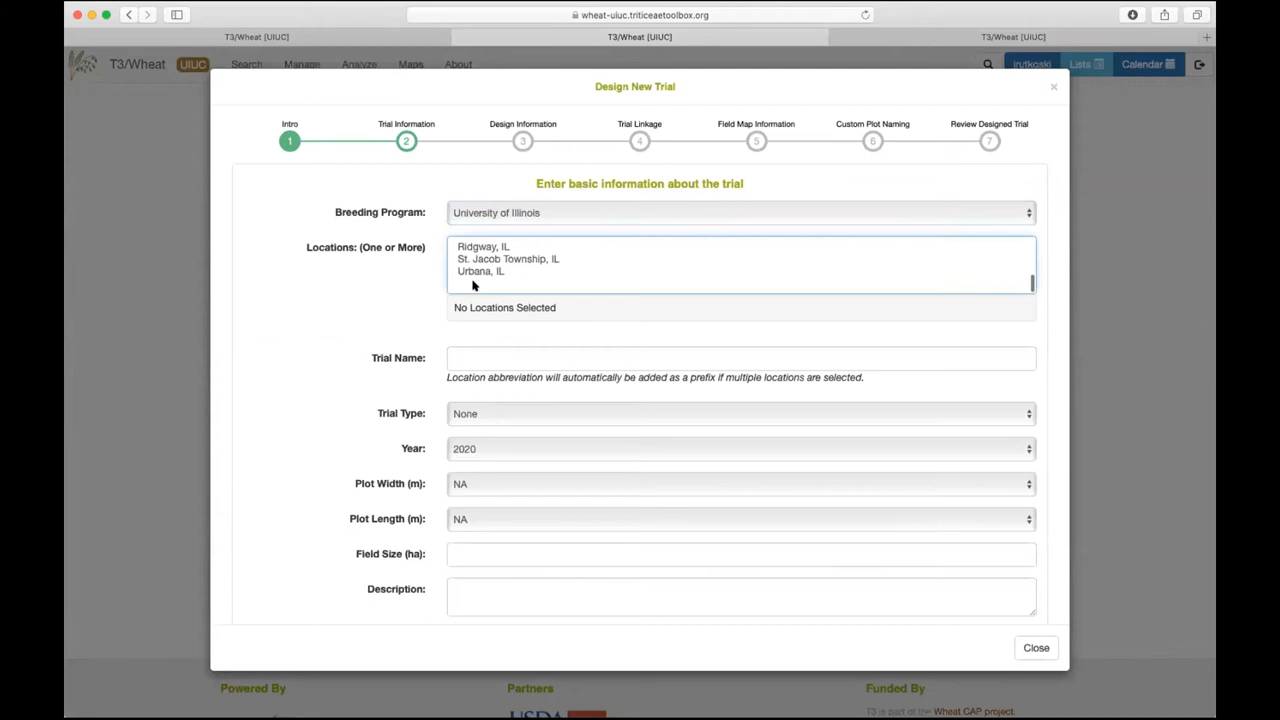 wheat-uiuc.triticeaetoolbox.org
T3/Wheat [UIUC] T3/Wheat [UIUC] T3/Wheat [UIUC] +
T3/Wheat UIUC Search Manage Analyze Maps About jrutkoski Lists Calendar
Design New Trial ×
Intro Trial Information Design Information Trial Linkage Field Map Information Custom Plot Naming Review Designed Trial
1 2 3 4 5 6 7
Enter basic information about the trial
Breeding Program: University of Illinois
Locations: (One or More) Ridgway, IL
St. Jacob Township, IL
Urbana, IL
No Locations Selected
Trial Name:
Location abbreviation will automatically be added as a prefix if multiple locations are selected.
Trial Type: None
Year: 2020
Plot Width (m): NA
Plot Length (m): NA
Field Size (ha):
Description:
Close
Powered By Partners Funded By
USDA T3 is part of the Wheat CAP project.